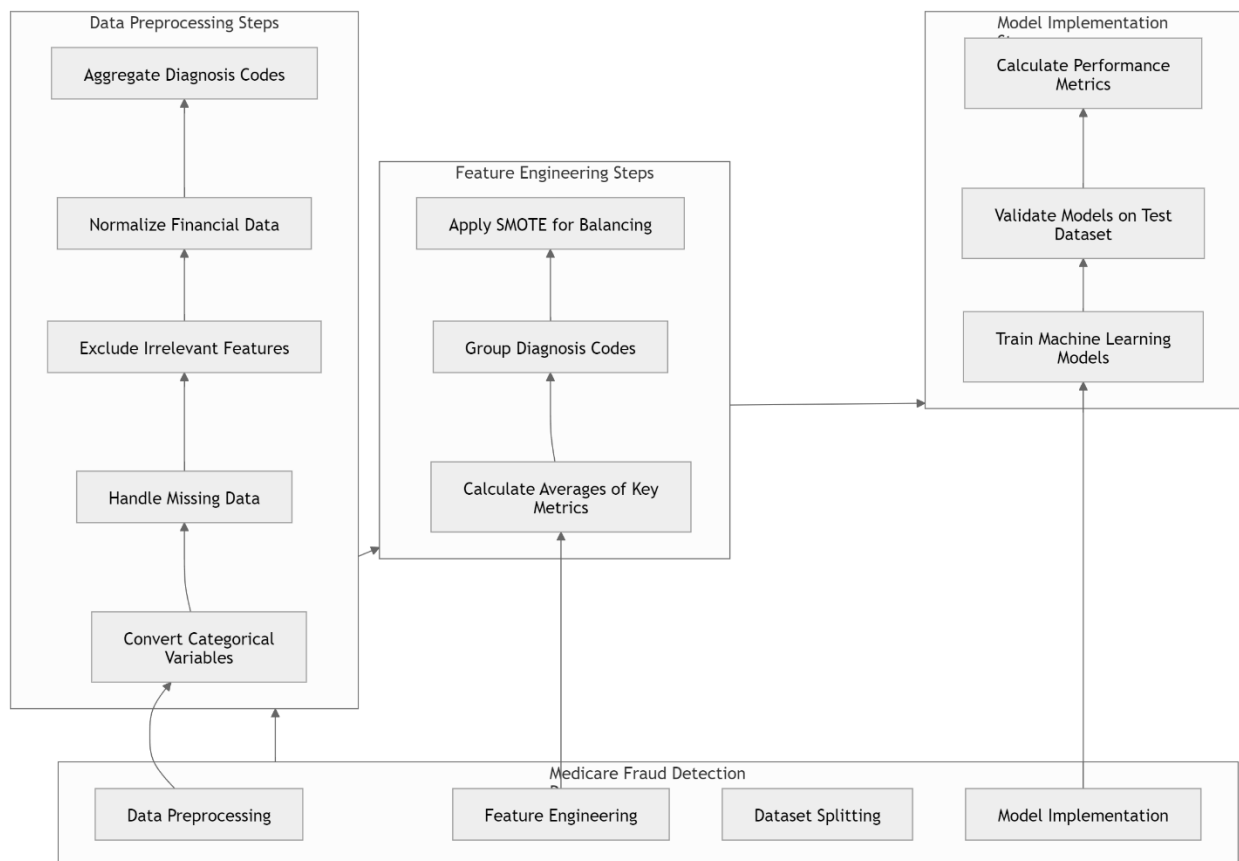 Data Preprocessing Steps
Aggregate Diagnosis Codes
Normalize Financial Data
Exclude Irrelevant Features
Handle Missing Data
Convert Categorical
Variables
Feature Engineering Steps
Apply SMOTE for Balancing
Group Diagnosis Codes
Calculate Averages of Key
Metrics
Model Implementation
Calculate Performance
Metrics
Validate Models on Test
Dataset
Train Machine Learning
Models
Medicare Fraud Detection
Data Preprocessing
Feature Engineering
Dataset Splitting
Model Implementation